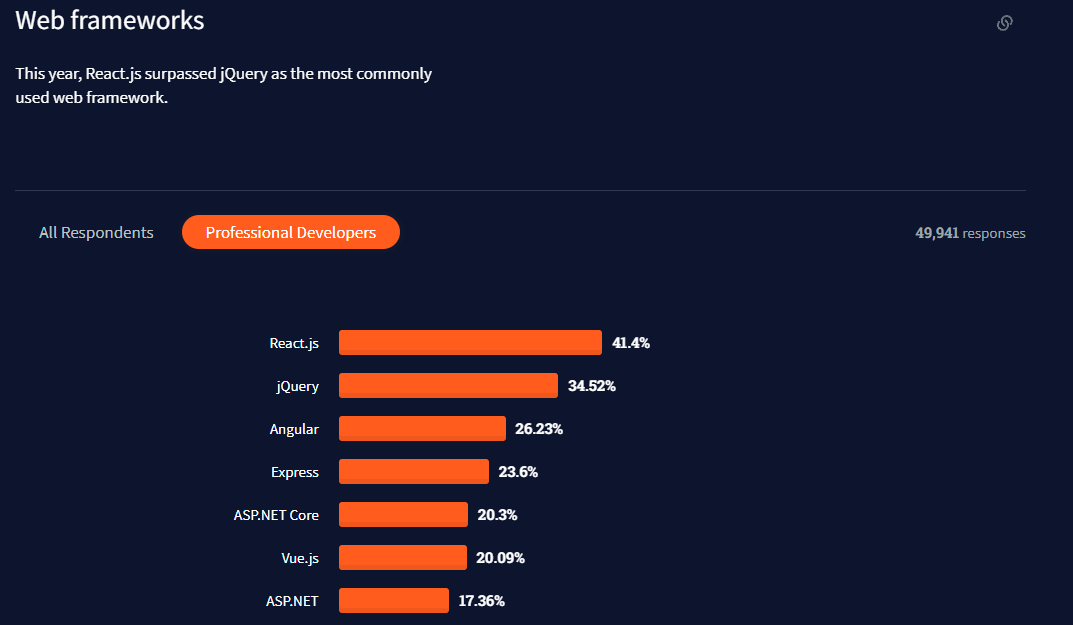 Web frameworks
This year, React.js surpassed jQuery as the most commonly
used web framework.
All Respondents
Professional Developers
49,941 responses
React.js 41.4%
jQuery 34.52%
Angular 26.23%
Express 23.6%
ASP.NET Core 20.3%
Vue.js 20.09%
ASP.NET 17.36%